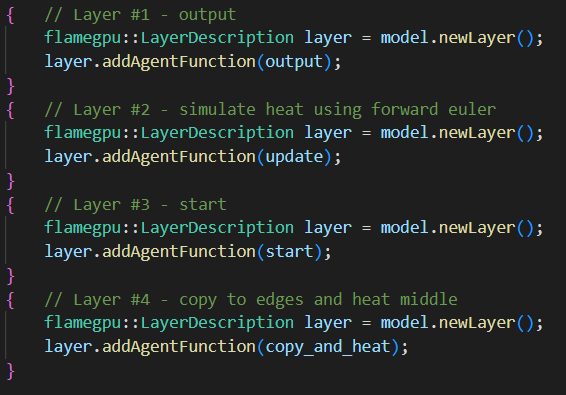 {   // Layer #1 - output
    flamegpu::LayerDescription layer = model.newLayer();
    layer.addAgentFunction(output);
}
{   // Layer #2 - simulate heat using forward euler
    flamegpu::LayerDescription layer = model.newLayer();
    layer.addAgentFunction(update);
}
{   // Layer #3 - start
    flamegpu::LayerDescription layer = model.newLayer();
    layer.addAgentFunction(start);
}
{   // Layer #4 - copy to edges and heat middle
    flamegpu::LayerDescription layer = model.newLayer();
    layer.addAgentFunction(copy_and_heat);
}